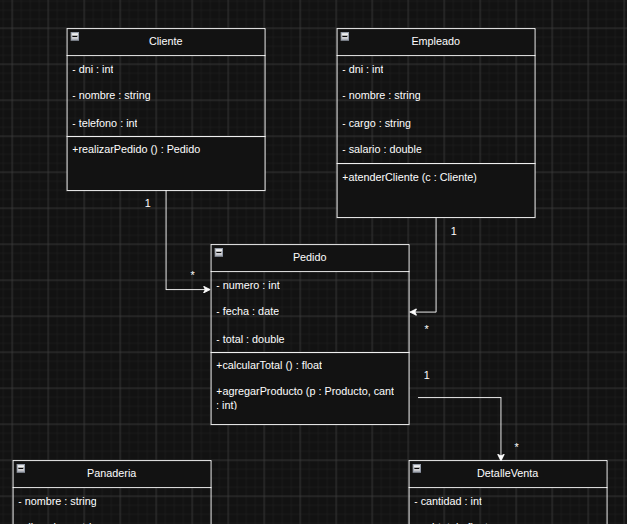 Cliente
- dni : int
- nombre : string
- telefono : int
+realizarPedido () : Pedido
Empleado
- dni : int
- nombre : string
- cargo : string
- salario : double
+atenderCliente (c : Cliente)
1
1
*
Pedido
- numero : int
- fecha : date
- total : double
+calcularTotal () : float
+agregarProducto (p : Producto, cant
: int)
*
1
*
Panaderia
- nombre : string
DetalleVenta
- cantidad : int